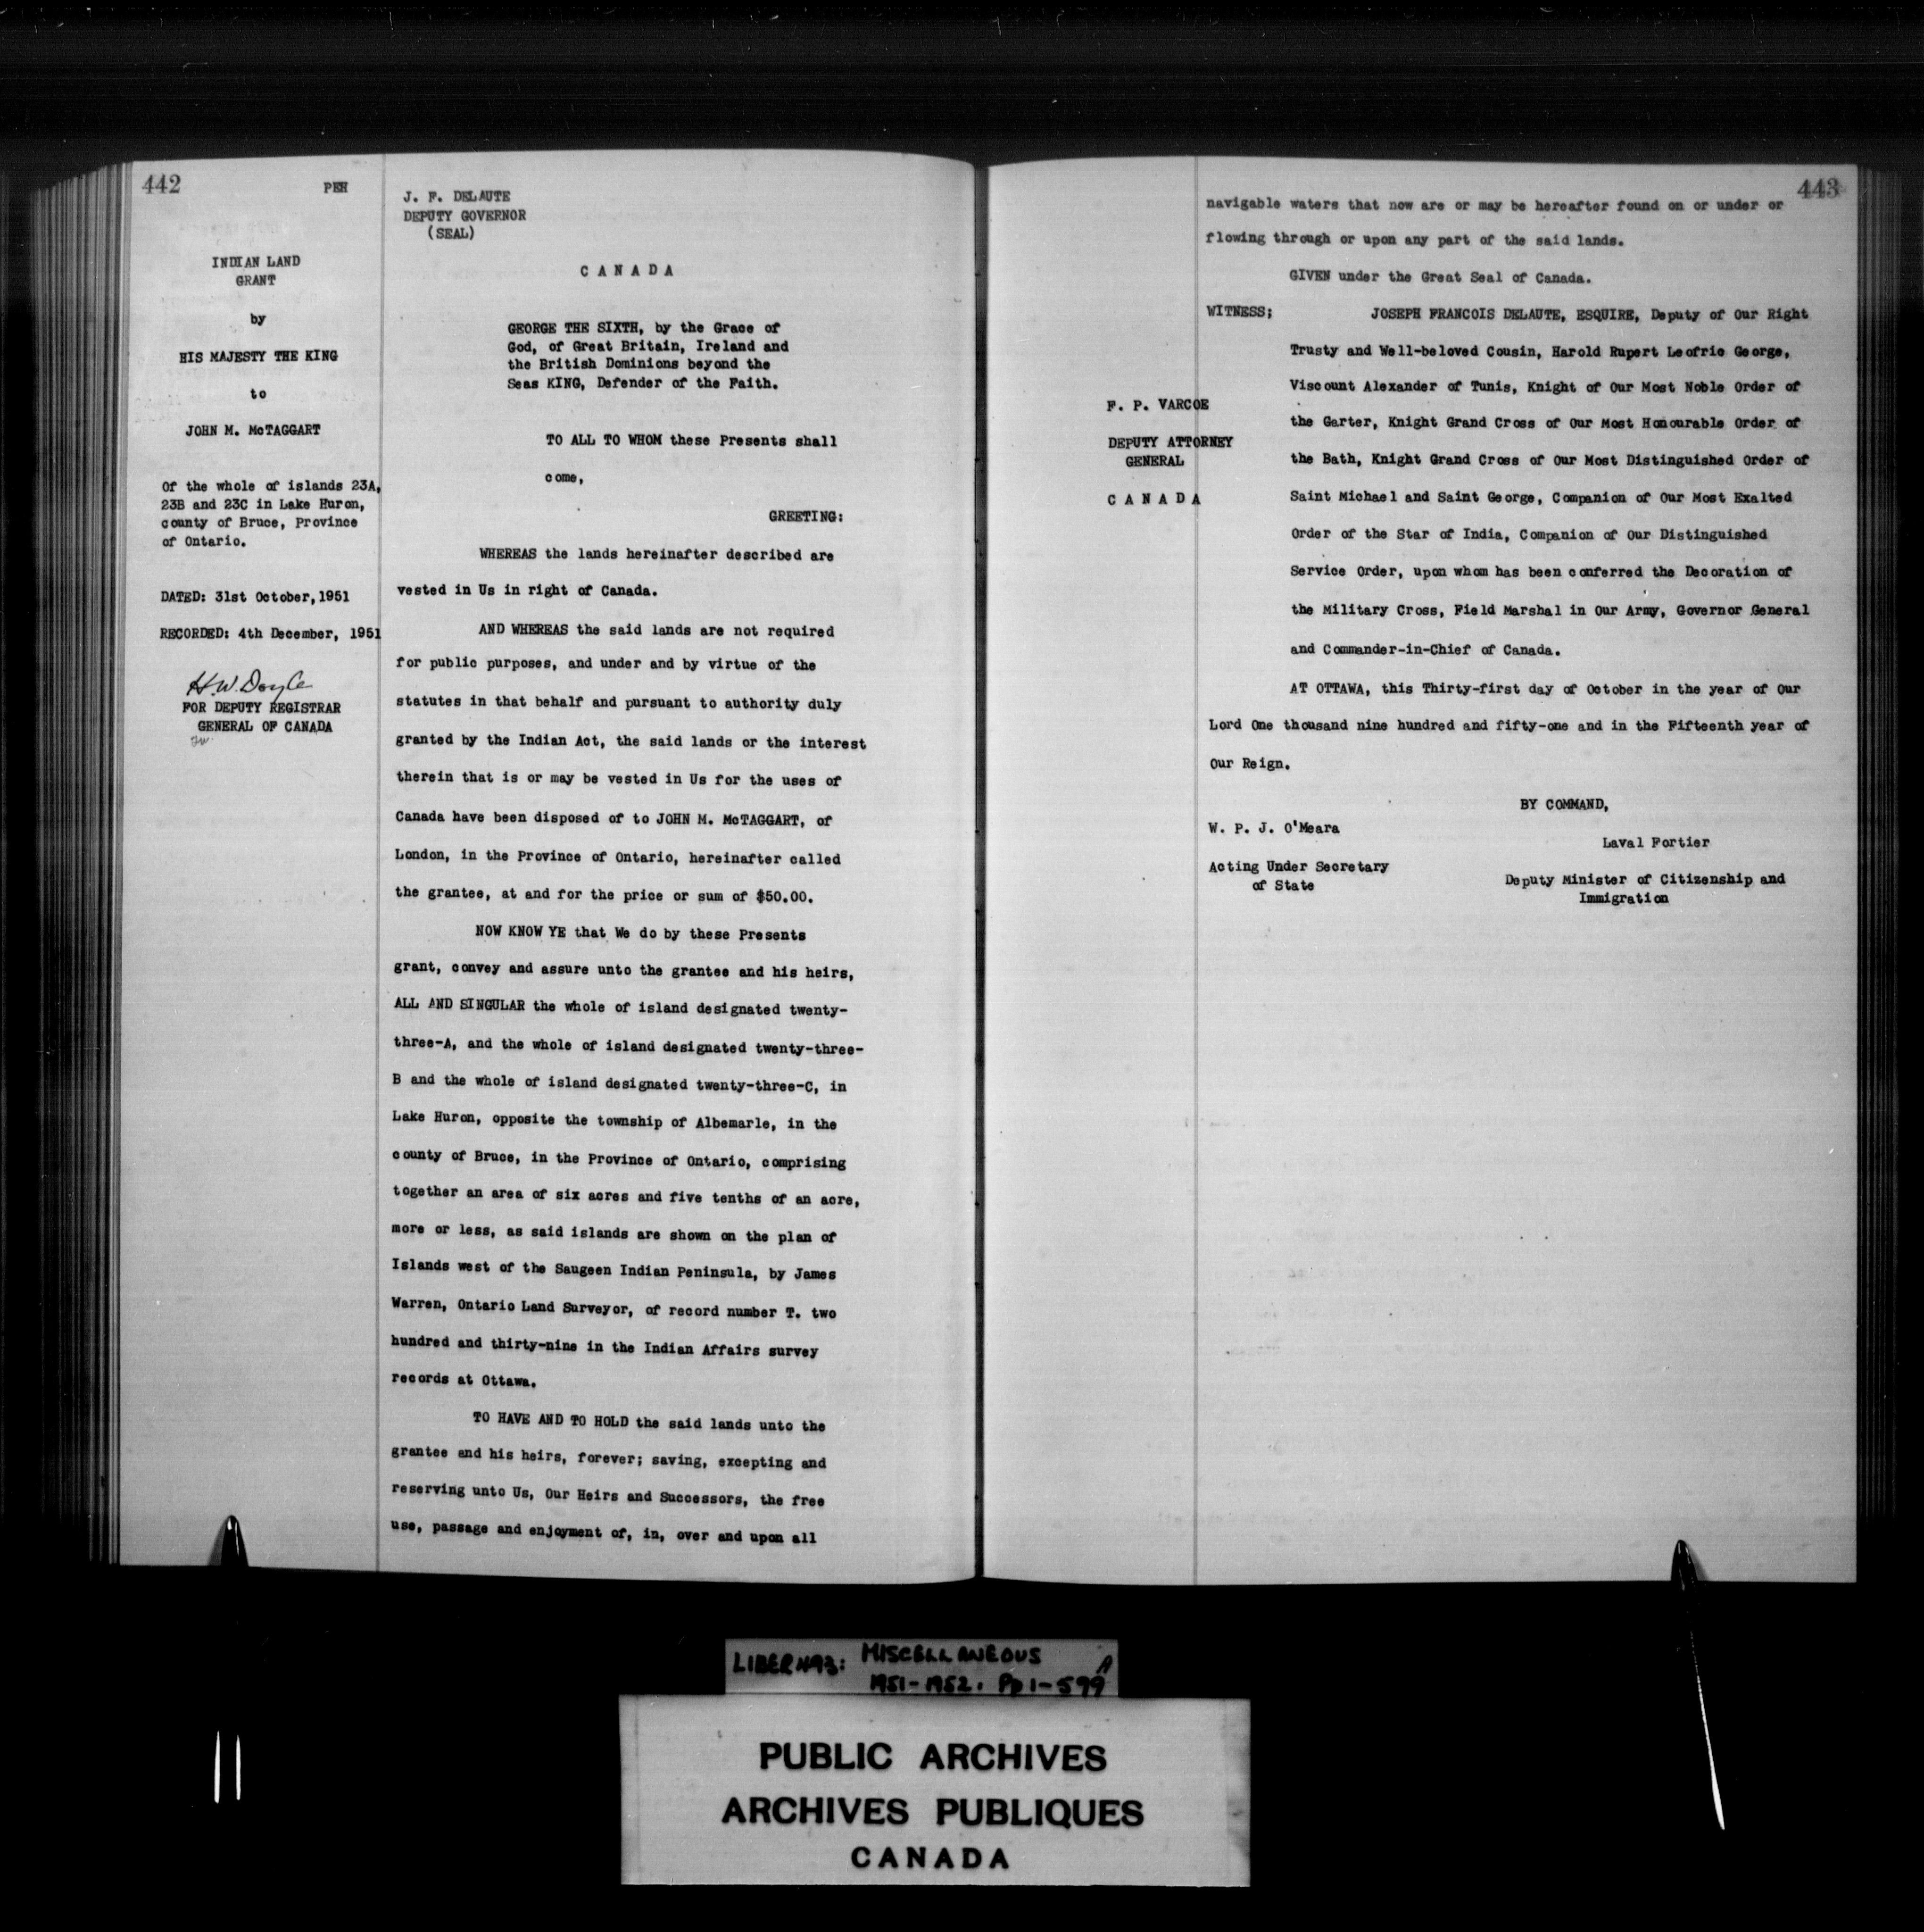 442
PEH
INDIAN LAND
GRANT
by
HIS MAJESTY THE KING
to
JOHN M. McTAGGART
Of the whole of islands 23A,
23B and 23C in Lake Huron,
county of Bruce, Province
of Ontario.
DATED: 31st October, 1951
RECORDED: 4th December, 1951
H.W. Doyle
FOR DEPUTY REGISTRAR
GENERAL OF CANADA
J. F. DELAUTE
DEPUTY GOVERNOR
(SEAL)
C A N A D A
GEORGE THE SIXTH, by the Grace of
God, of Great Britain, Ireland and
the British Dominions beyond the
Seas KING, Defender of the Faith.
TO ALL TO WHOM these Presents shall
come,
GREETING:
WHEREAS the lands hereinafter described are
vested in Us in right of Canada.
AND WHEREAS the said lands are not required
for public purposes, and under and by virtue of the
statutes in that behalf and pursuant to authority duly
granted by the Indian Act, the said lands or the interest
therein that is or may be vested in Us for the uses of
Canada have been disposed of to JOHN M. McTAGGART, of
London, in the Province of Ontario, hereinafter called
the grantee, at and for the price or sum of $50.00.
NOW KNOW YE that We do by these Presents
grant, convey and assure unto the grantee and his heirs,
ALL AND SINGULAR the whole of island designated twenty-
three-A, and the whole of island designated twenty-three-
B and the whole of island designated twenty-three-C, in
Lake Huron, opposite the township of Albemarle, in the
county of Bruce, in the Province of Ontario, comprising
together an area of six acres and five tenths of an acre,
more or less, as said islands are shown on the plan of
Islands west of the Saugeen Indian Peninsula, by James
Warren, Ontario Land Surveyor, of record number T. two
hundred and thirty-nine in the Indian Affairs survey
records at Ottawa.
TO HAVE AND TO HOLD the said lands unto the
grantee and his heirs, forever; saving, excepting and
reserving unto Us, Our Heirs and Successors, the free
use, passage and enjoyment of, in, over and upon all
443
navigable waters that now are or may be hereafter found on or under or
flowing through or upon any part of the said lands.
GIVEN under the Great Seal of Canada.
WITNESS; JOSEPH FRANCOIS DELAUTE, ESQUIRE, Deputy of Our Right
Trusty and Well-beloved Cousin, Harold Rupert Leofric George,
Viscount Alexander of Tunis, Knight of Our Most Noble Order of
the Garter, Knight Grand Cross of Our Most Honourable Order of
the Bath, Knight Grand Cross of Our Most Distinguished Order of
Saint Michael and Saint George, Companion of Our Most Exalted
Order of the Star of India, Companion of Our Distinguished
Service Order, upon whom has been conferred the Decoration of
the Military Cross, Field Marshal in Our Army, Governor General
and Commander-in-Chief of Canada.
F. P. VARCOE
DEPUTY ATTORNEY
GENERAL
C A N A D A
AT OTTAWA, this Thirty-first day of October in the year of Our
Lord One thousand nine hundred and fifty-one and in the Fifteenth year of
Our Reign.
BY COMMAND,
W. P. J. O'Meara
Acting Under Secretary
of State
Laval Fortier
Deputy Minister of Citizenship and
Immigration
LIBER 493: MISCELLANEOUS
1951-1952. Pp 1-599A
PUBLIC ARCHIVES
ARCHIVES PUBLIQUES
CANADA